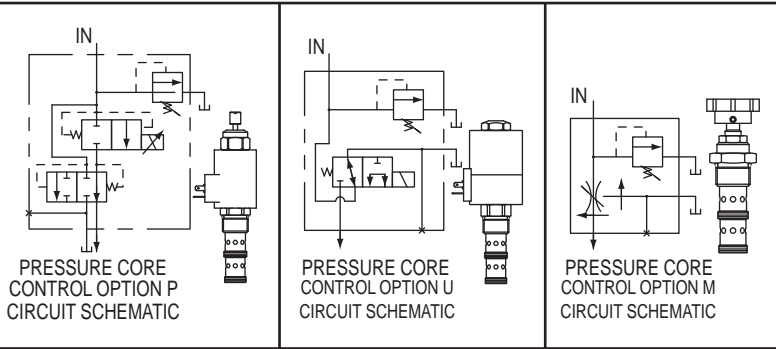 IN
PRESSURE CORE
CONTROL OPTION P
CIRCUIT SCHEMATIC
IN
PRESSURE CORE
CONTROL OPTION U
CIRCUIT SCHEMATIC
IN
PRESSURE CORE
CONTROL OPTION M
CIRCUIT SCHEMATIC